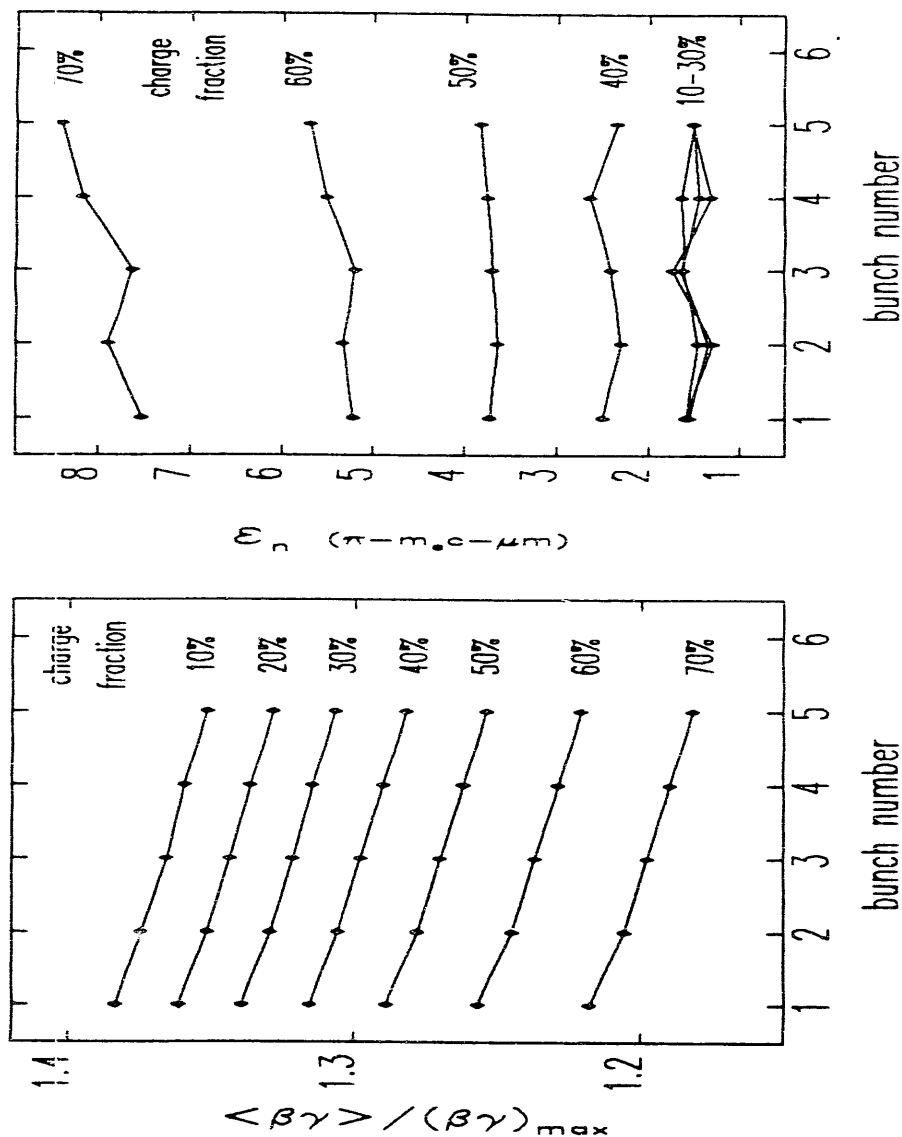 <βγ>/(βγ)max
1.4
1.3
1.2
charge
fraction
10%
20%
30%
40%
50%
60%
70%
1 2 3 4 5 6
bunch number
εn (π-m₀c-μm)
8
7
6
5
4
3
2
1
70%
charge
fraction
60%
50%
40%
10-30%
1 2 3 4 5 6
bunch number